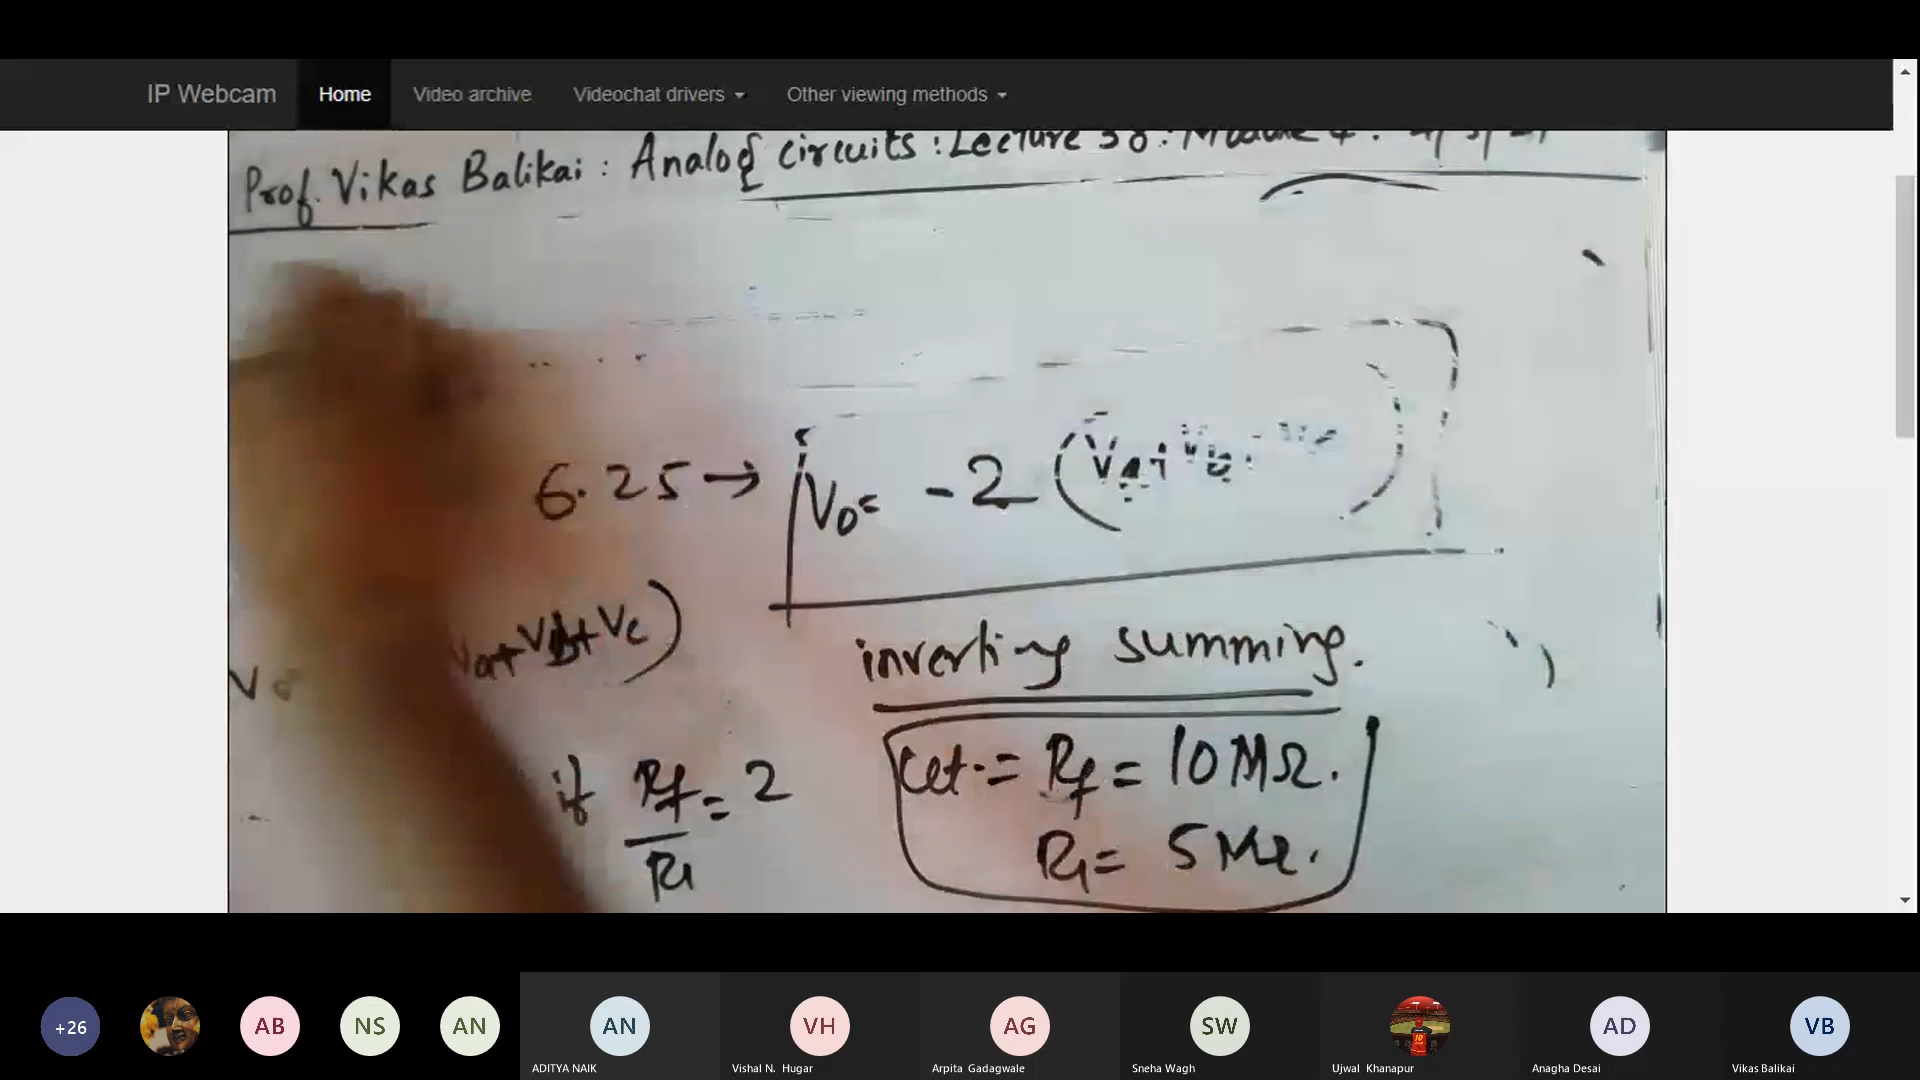 IP Webcam Home Video archive Videochat drivers Other viewing methods
Prof. Vikas Balikai : Analog circuits : Lecture
6.25 → Vo = -2 (Va + Vb
Va+Vb+Vc)
inverting summing.
if Rf/R1 = 2
Let.= Rf = 10 MΩ.
R1 = 5 MΩ.
+26 AB NS AN AN VH AG SW AD VB
ADITYA NAIK Vishal N. Hugar Arpita Gadagwale Sneha Wagh Ujwal Khanapur Anagha Desai Vikas Balikai